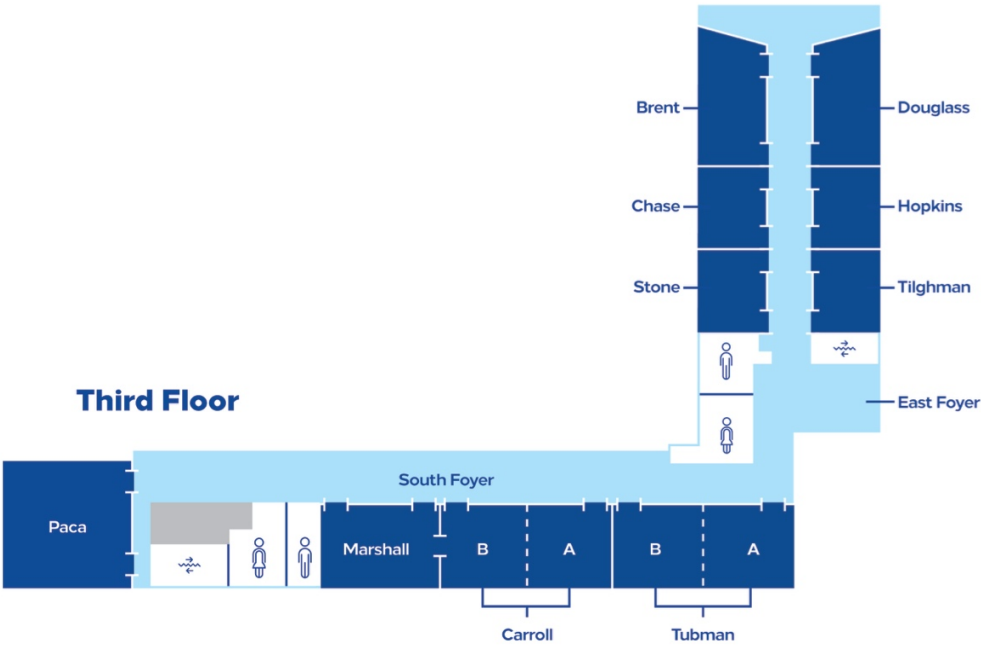 Brent
Douglass
Chase
Hopkins
Stone
Tilghman
Third Floor
East Foyer
South Foyer
Paca
Marshall
B
A
B
A
Carroll
Tubman